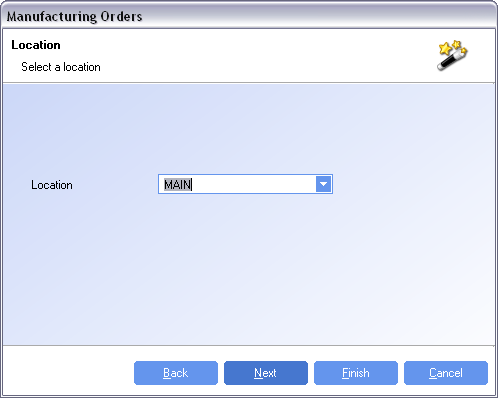 Manufacturing Orders
Location
Select a location
Location MAIN
Back Next Finish Cancel